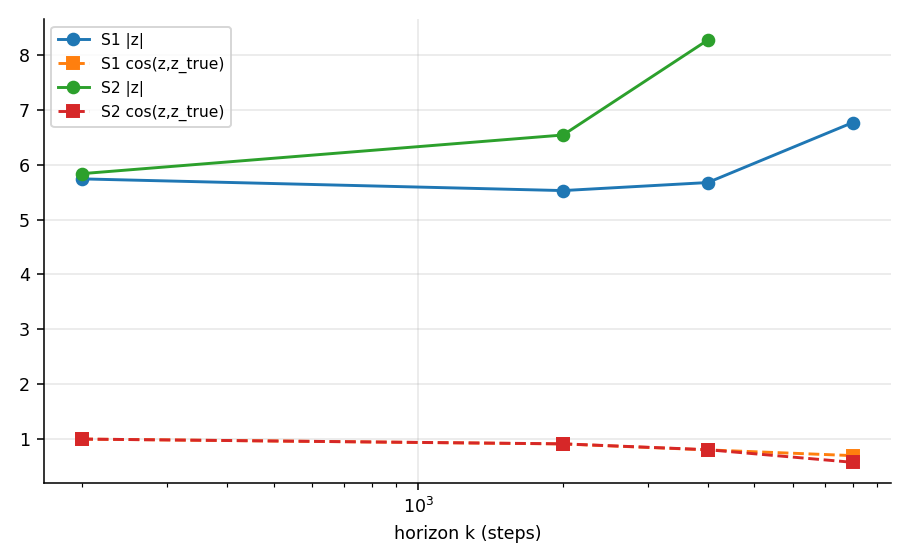 S1 |z|
S1 cos(z,z_true)
S2 |z|
S2 cos(z,z_true)
8
7
6
5
4
3
2
1
10³
horizon k (steps)